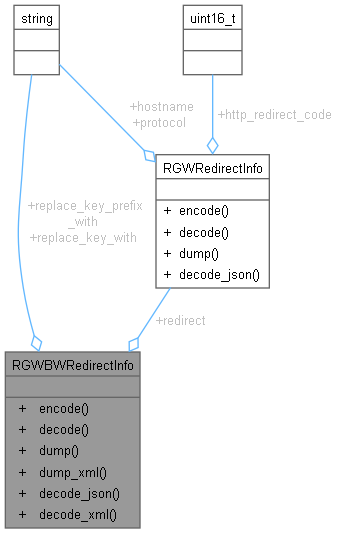 string
uint16_t
+hostname
+protocol
+http_redirect_code
RGWRedirectInfo
+ encode()
+ decode()
+ dump()
+ decode_json()
+replace_key_prefix
_with
+replace_key_with
+redirect
RGWBWRedirectInfo
+ encode()
+ decode()
+ dump()
+ dump_xml()
+ decode_json()
+ decode_xml()